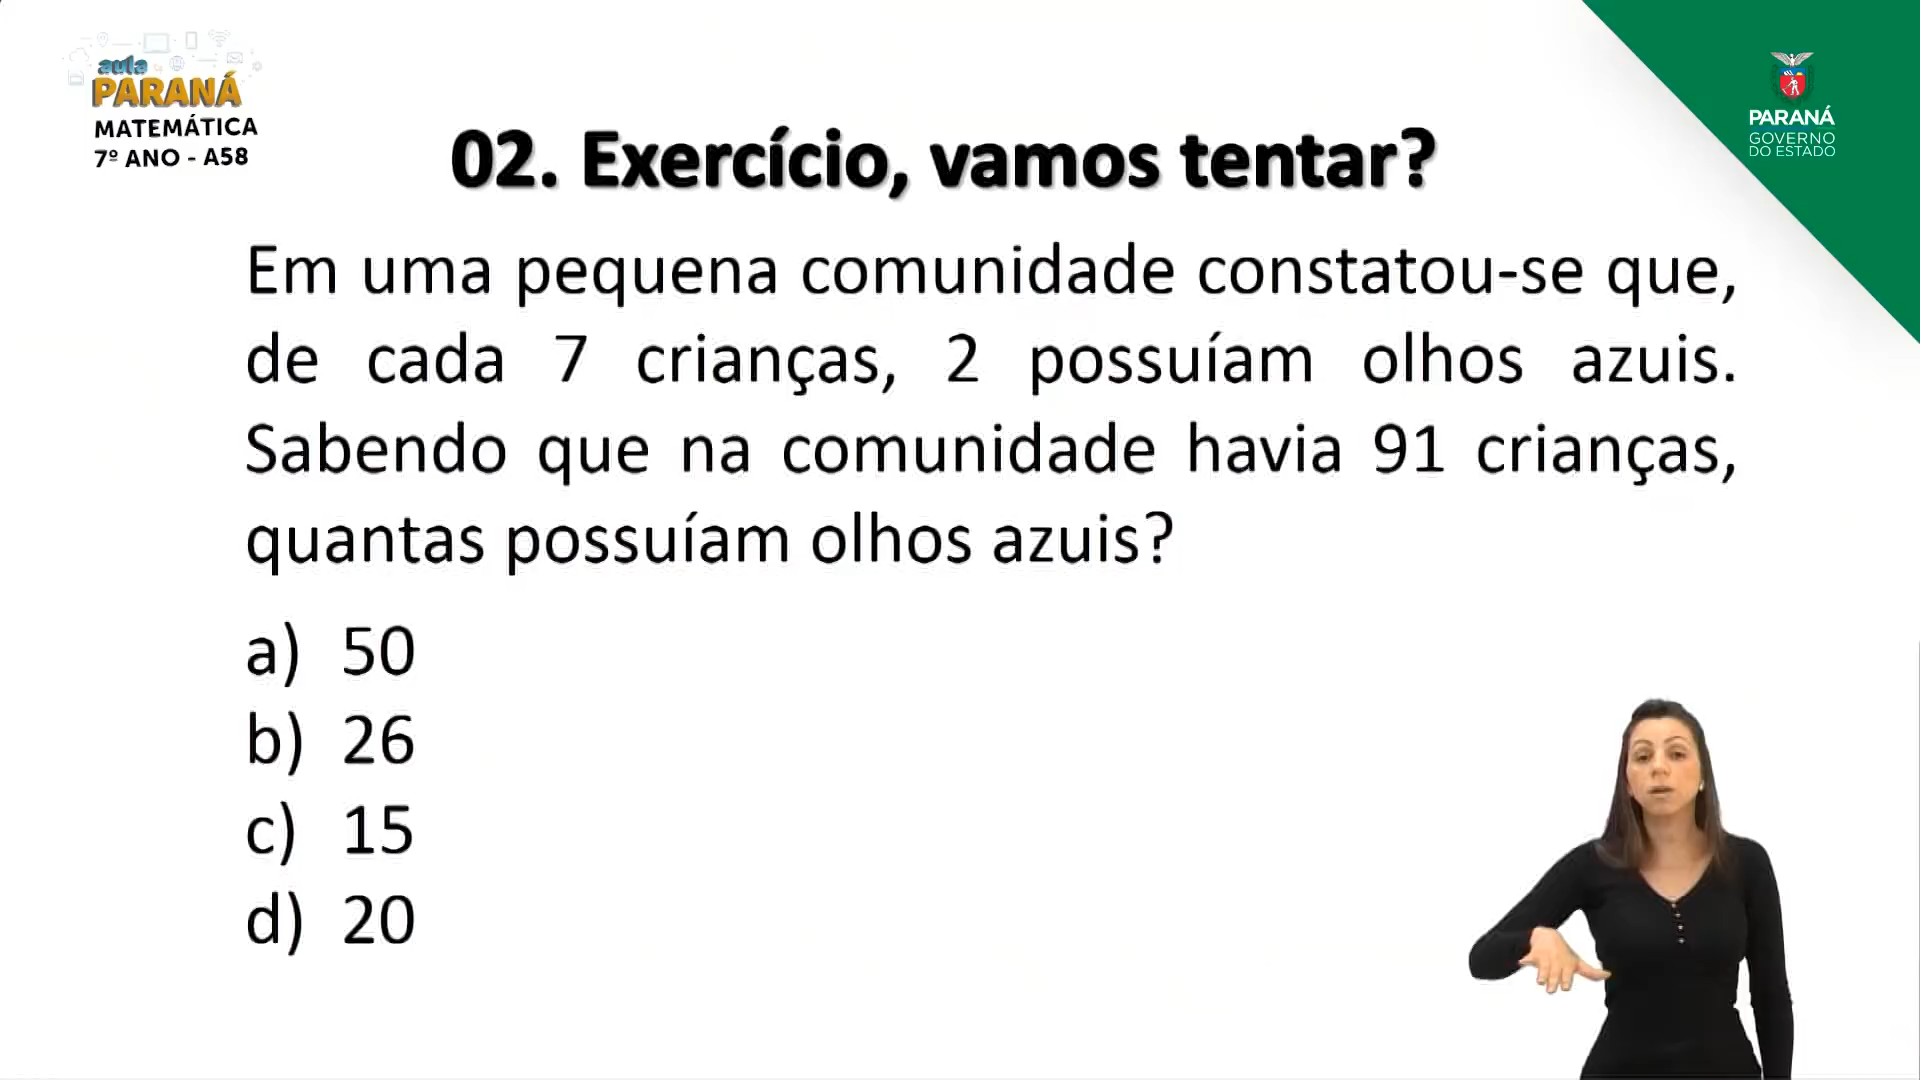 aula
PARANÁ
MATEMÁTICA
7º ANO - A58
PARANÁ
GOVERNO
DO ESTADO
02. Exercício, vamos tentar?
Em uma pequena comunidade constatou-se que,
de cada 7 crianças, 2 possuíam olhos azuis.
Sabendo que na comunidade havia 91 crianças,
quantas possuíam olhos azuis?
a) 50
b) 26
c) 15
d) 20